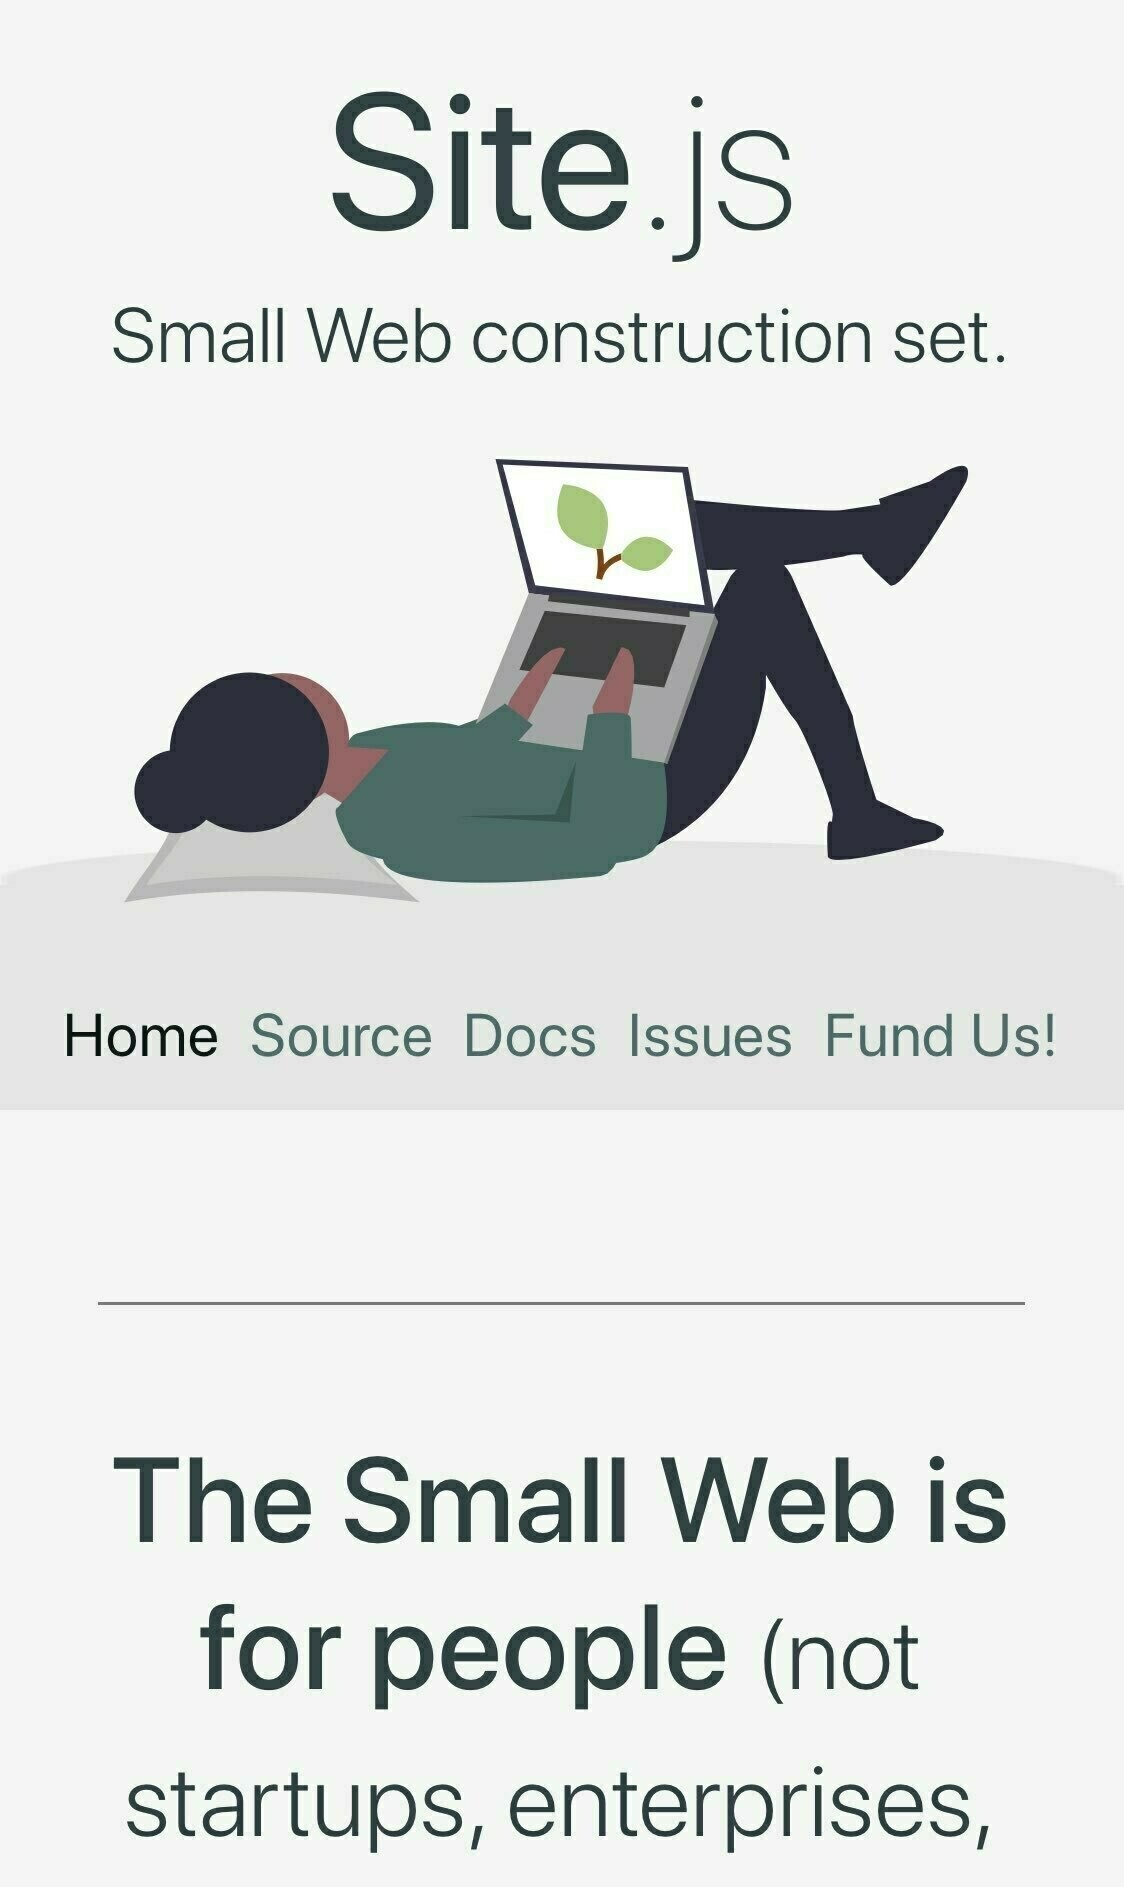 Site.js
Small Web construction set.
Home Source Docs Issues Fund Us!
The Small Web is
for people (not
startups, enterprises,